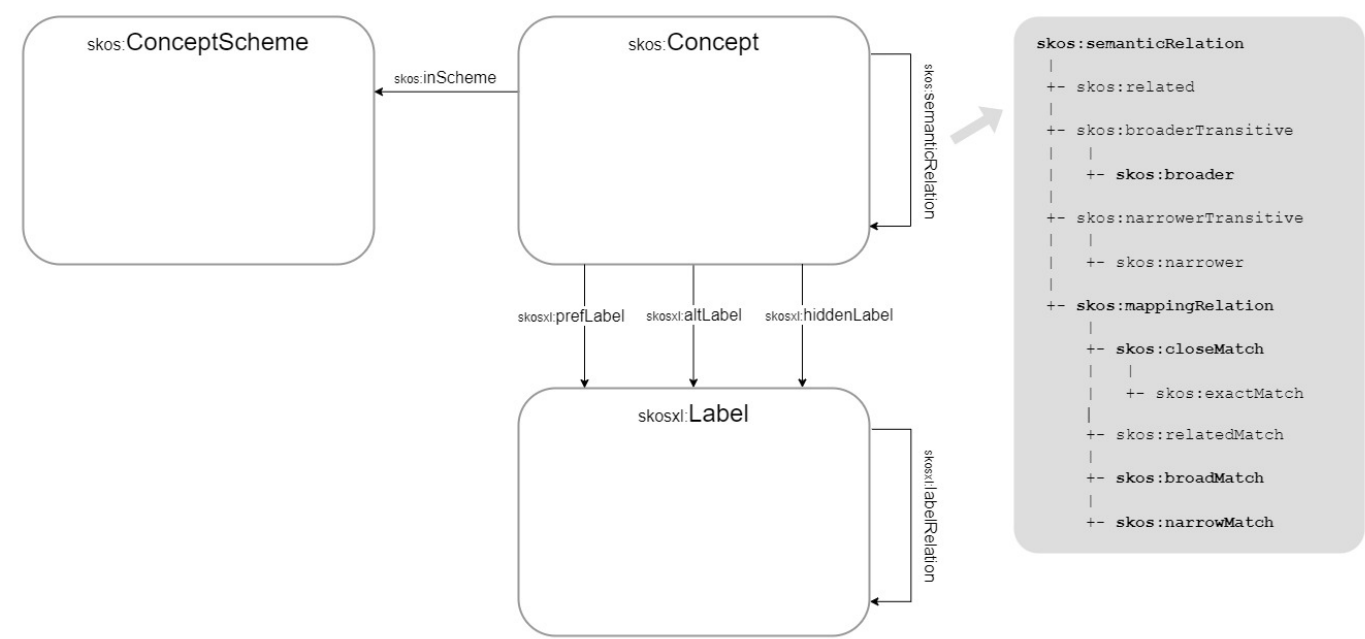 skos:ConceptScheme
skos:inScheme
skos:Concept
skos:semanticRelation
skosxl:prefLabel
skosxl:altLabel
skosxl:hiddenLabel
skosxl:Label
skosxl:labelRelation
skos:semanticRelation
|
+- skos:related
|
+- skos:broaderTransitive
|   |
|   +- skos:broader
|
+- skos:narrowerTransitive
|   |
|   +- skos:narrower
|
+- skos:mappingRelation
    |
    +- skos:closeMatch
    |   |
    |   +- skos:exactMatch
    |
    +- skos:relatedMatch
    |
    +- skos:broadMatch
    |
    +- skos:narrowMatch